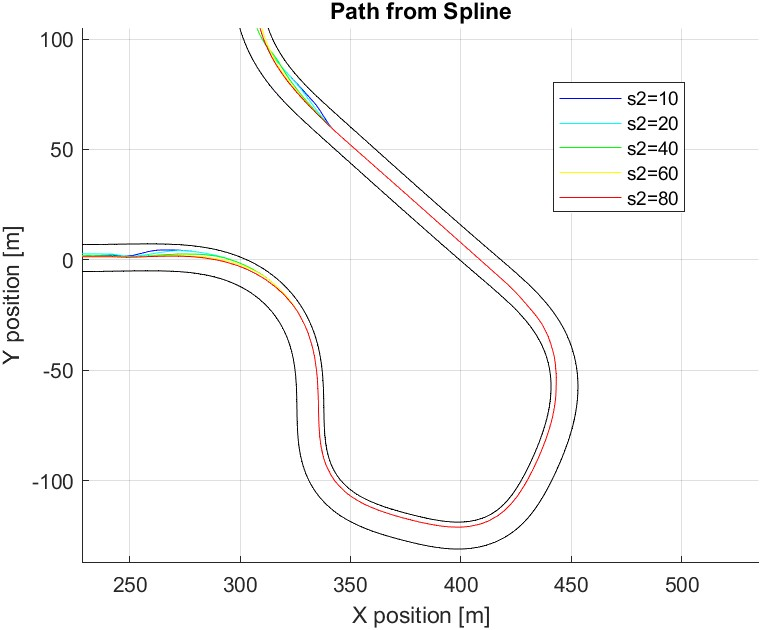 Path from Spline
100
50
0
-50
-100
Y position [m]
s2=10
s2=20
s2=40
s2=60
s2=80
250
300
350
400
450
500
X position [m]